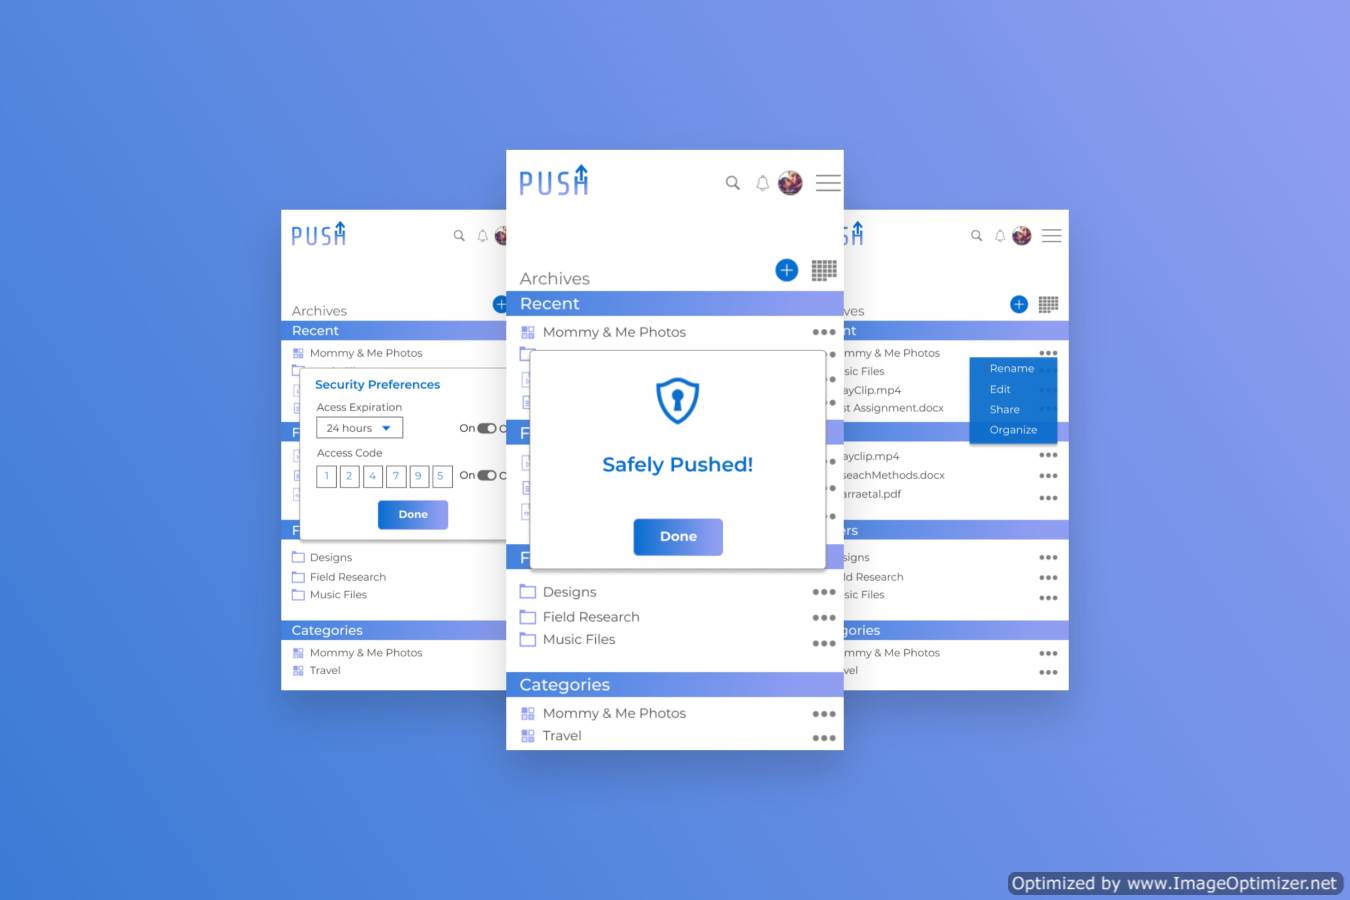 PUSH
Archives
Recent
Mommy & Me Photos
Security Preferences
Acess Expiration
24 hours
On
Access Code
1 2 4 7 9 5
On
Done
Designs
Field Research
Music Files
Categories
Mommy & Me Photos
Travel
PUSH
Archives
Recent
Mommy & Me Photos
Safely Pushed!
Done
Designs
Field Research
Music Files
Categories
Mommy & Me Photos
Travel
SH
ves
nt
mmy & Me Photos
sic Files
ayClip.mp4
st Assignment.docx
Rename
Edit
Share
Organize
ayclip.mp4
seachMethods.docx
arraetal.pdf
ers
signs
ld Research
sic Files
gories
mmy & Me Photos
vel
Optimized by www.ImageOptimizer.net